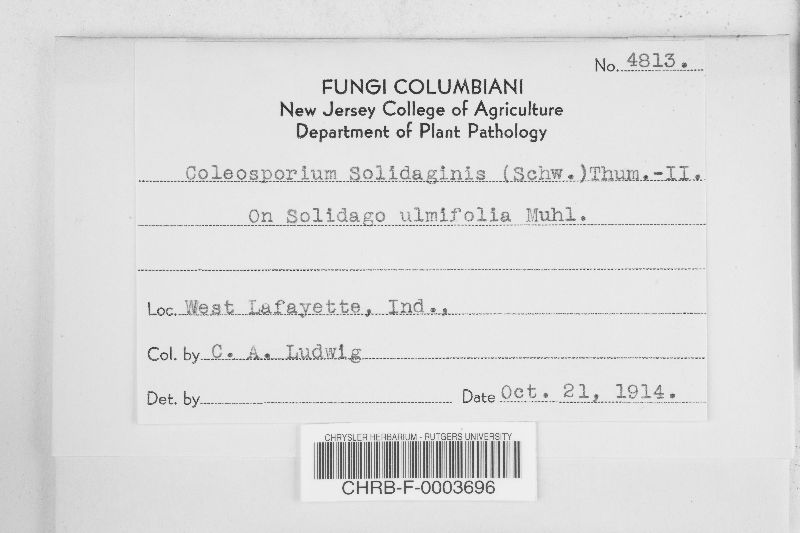 No. 4813.
FUNGI COLUMBIANI
New Jersey College of Agriculture
Department of Plant Pathology
Coleosporium Solidaginis (Schw.)Thum.-II.
On Solidago ulmifolia Muhl.
Loc. West Lafayette, Ind.,
Col. by C. A. Ludwig
Det. by Date Oct. 21, 1914.
CHRYSLER HERBARIUM - RUTGERS UNIVERSITY
CHRB-F-0003696